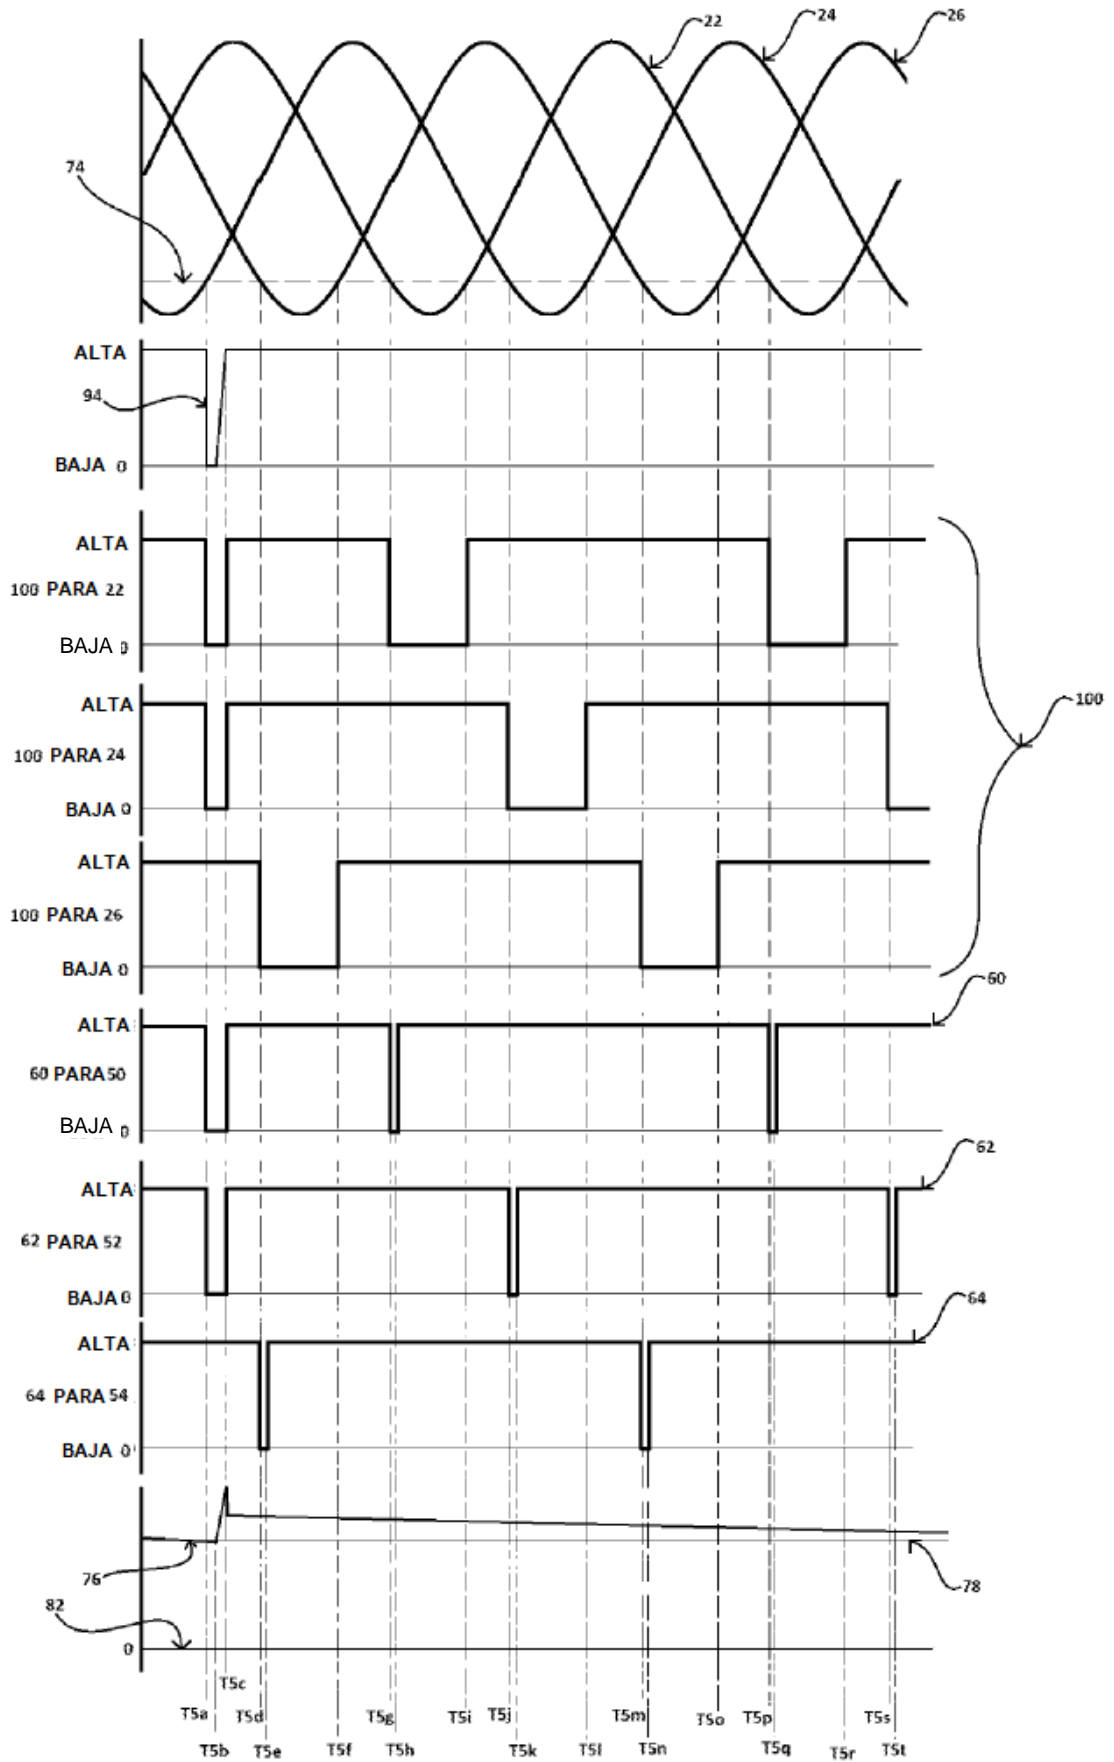 22
24
26
74
ALTA
94
BAJA 0
ALTA
100 PARA 22
BAJA 0
ALTA
100
100 PARA 24
BAJA 0
ALTA
100 PARA 26
BAJA 0
60
ALTA
60 PARA 50
BAJA 0
62
ALTA
62 PARA 52
BAJA 0
64
ALTA
64 PARA 54
BAJA 0
76
78
82
0
T5c
T5a T5d T5g T5i T5j T5m T5o T5p T5s
T5b T5e T5f T5h T5k T5l T5n T5q T5r T5t